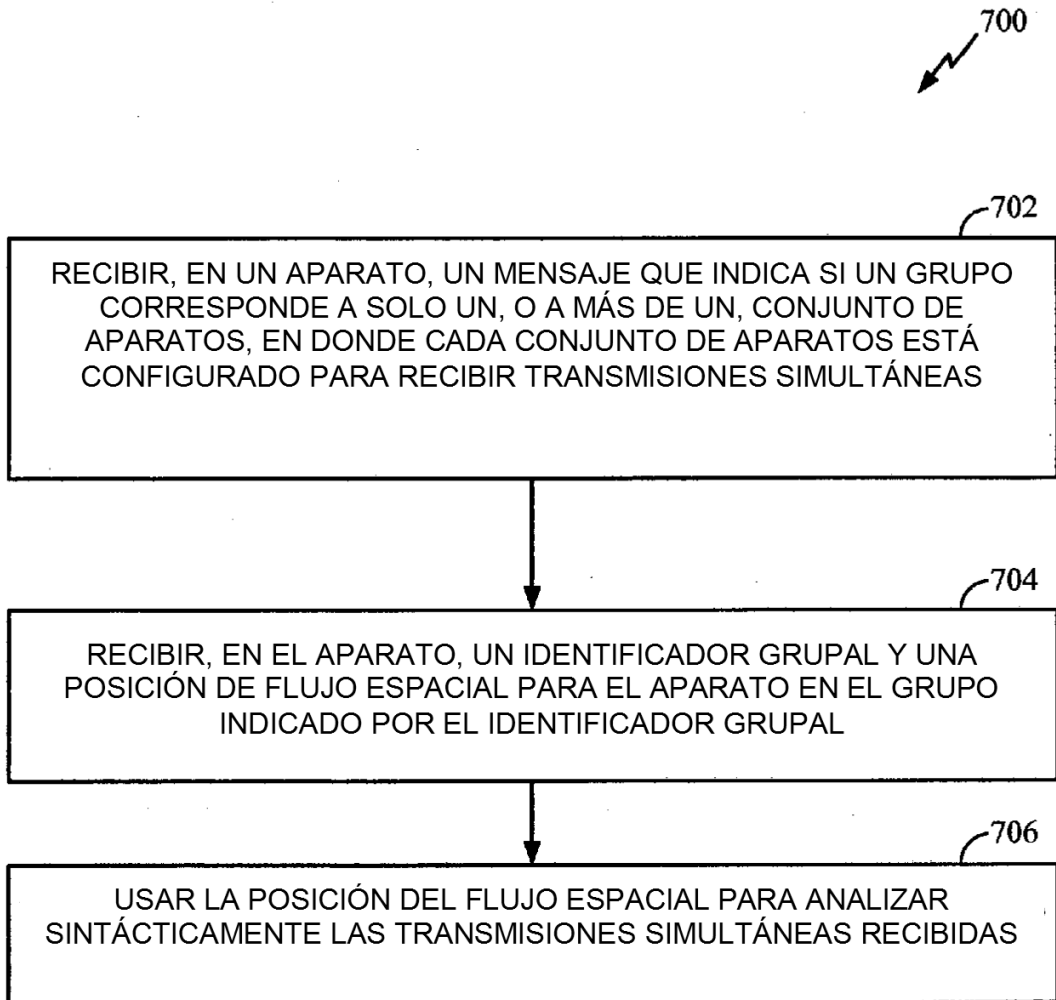 700
702
RECIBIR, EN UN APARATO, UN MENSAJE QUE INDICA SI UN GRUPO
CORRESPONDE A SOLO UN, O A MÁS DE UN, CONJUNTO DE
APARATOS, EN DONDE CADA CONJUNTO DE APARATOS ESTÁ
CONFIGURADO PARA RECIBIR TRANSMISIONES SIMULTÁNEAS
704
RECIBIR, EN EL APARATO, UN IDENTIFICADOR GRUPAL Y UNA
POSICIÓN DE FLUJO ESPACIAL PARA EL APARATO EN EL GRUPO
INDICADO POR EL IDENTIFICADOR GRUPAL
706
USAR LA POSICIÓN DEL FLUJO ESPACIAL PARA ANALIZAR
SINTÁCTICAMENTE LAS TRANSMISIONES SIMULTÁNEAS RECIBIDAS